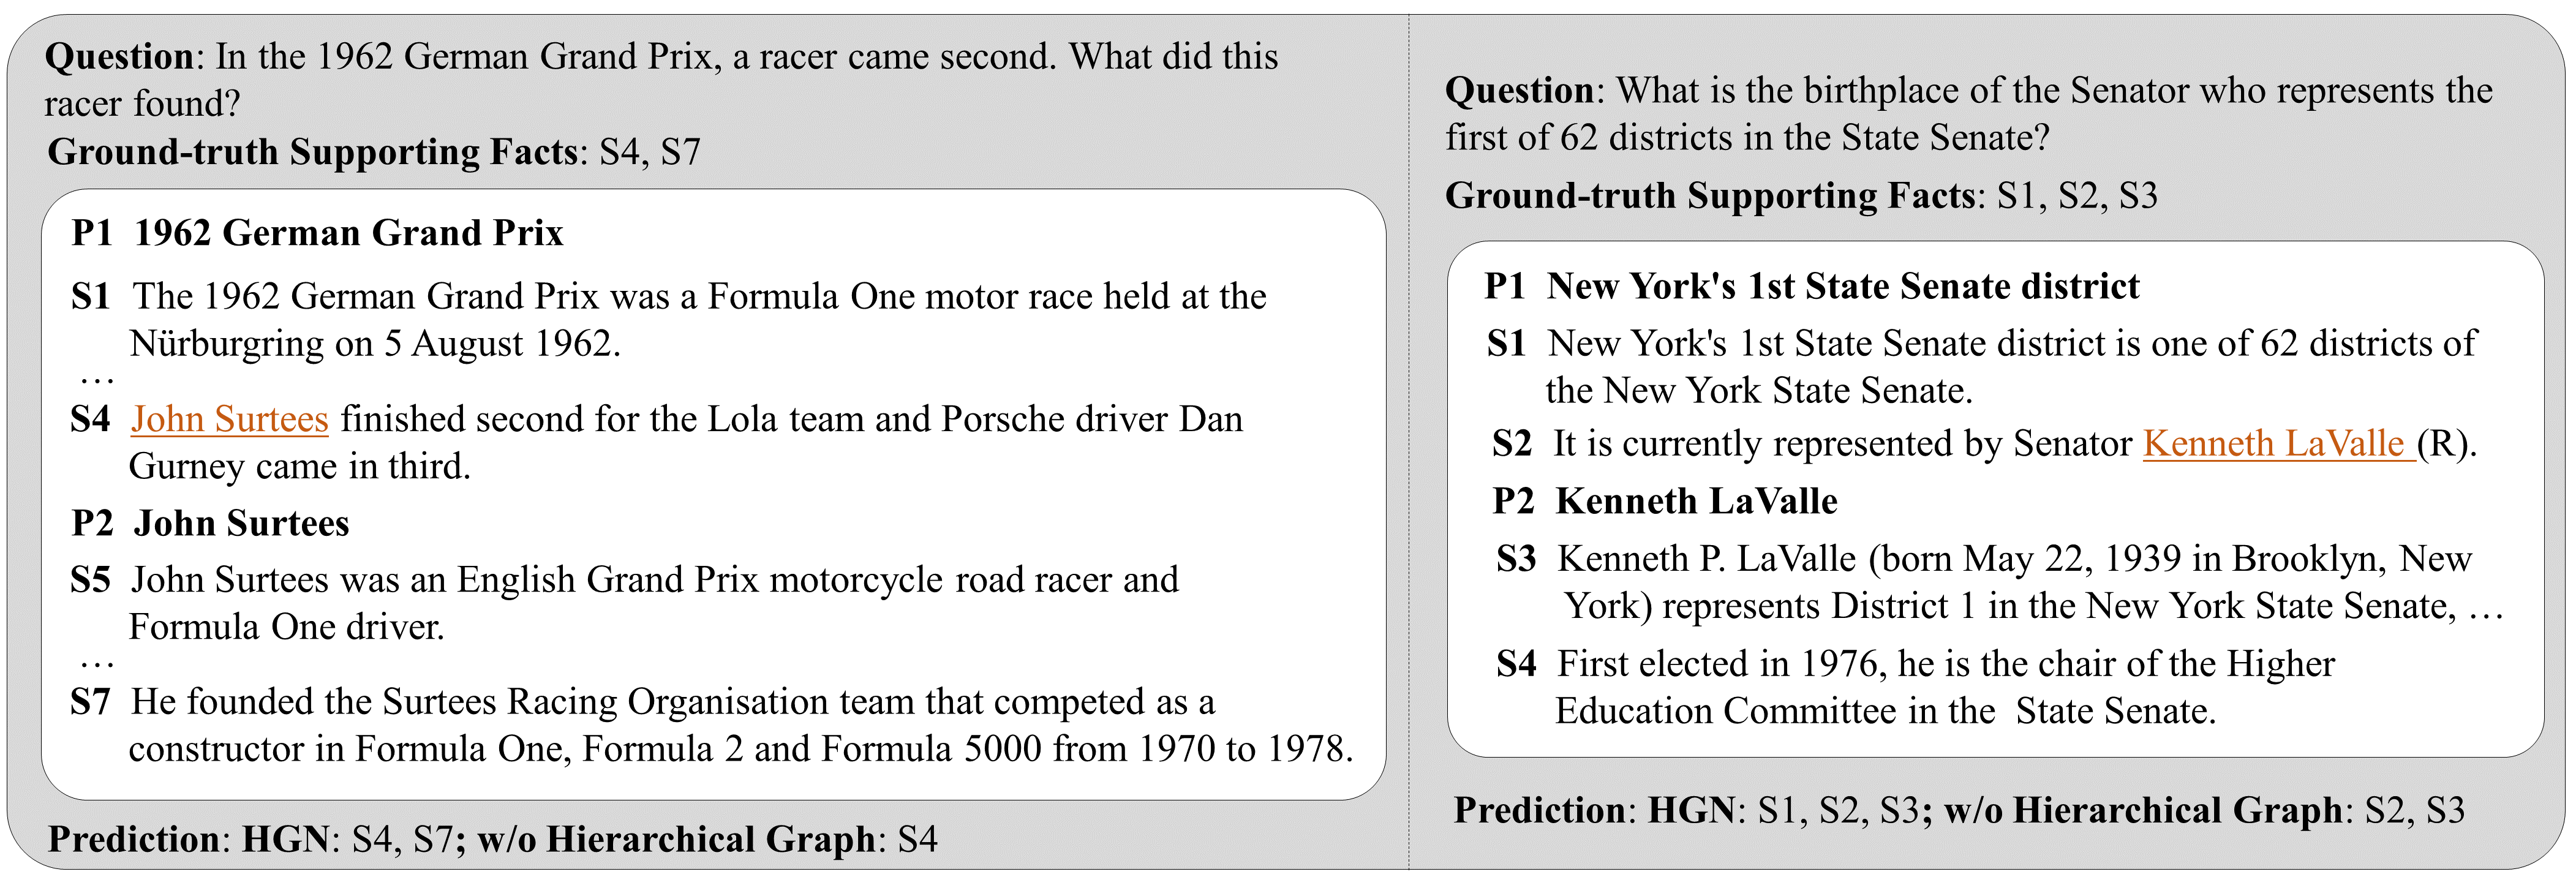 Question: In the 1962 German Grand Prix, a racer came second. What did this
racer found?
Ground-truth Supporting Facts: S4, S7
P1 1962 German Grand Prix
S1 The 1962 German Grand Prix was a Formula One motor race held at the
Nürburgring on 5 August 1962.
…
S4 John Surtees finished second for the Lola team and Porsche driver Dan
Gurney came in third.
P2 John Surtees
S5 John Surtees was an English Grand Prix motorcycle road racer and
Formula One driver.
…
S7 He founded the Surtees Racing Organisation team that competed as a
constructor in Formula One, Formula 2 and Formula 5000 from 1970 to 1978.
Prediction: HGN: S4, S7; w/o Hierarchical Graph: S4
Question: What is the birthplace of the Senator who represents the
first of 62 districts in the State Senate?
Ground-truth Supporting Facts: S1, S2, S3
P1 New York's 1st State Senate district
S1 New York's 1st State Senate district is one of 62 districts of
the New York State Senate.
S2 It is currently represented by Senator Kenneth LaValle (R).
P2 Kenneth LaValle
S3 Kenneth P. LaValle (born May 22, 1939 in Brooklyn, New
York) represents District 1 in the New York State Senate, …
S4 First elected in 1976, he is the chair of the Higher
Education Committee in the State Senate.
Prediction: HGN: S1, S2, S3; w/o Hierarchical Graph: S2, S3